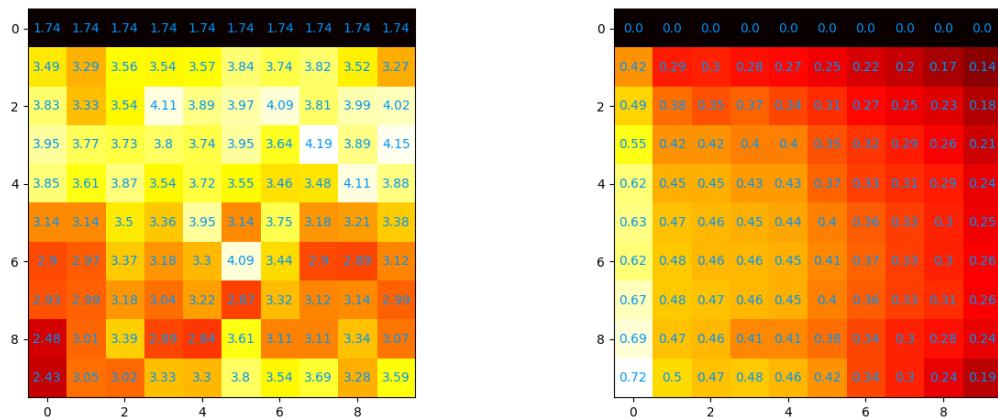 0 1.74 1.74 1.74 1.74 1.74 1.74 1.74 1.74 1.74 1.74
3.49 3.29 3.56 3.54 3.57 3.84 3.74 3.82 3.52 3.27
2 3.83 3.33 3.54 4.11 3.89 3.97 4.09 3.81 3.99 4.02
3.95 3.77 3.73 3.8 3.74 3.95 3.64 4.19 3.89 4.15
4 3.85 3.61 3.87 3.54 3.72 3.55 3.46 3.48 4.11 3.88
3.14 3.14 3.5 3.36 3.95 3.14 3.75 3.18 3.21 3.38
6 2.9 2.97 3.37 3.18 3.3 4.09 3.44 2.9 2.89 3.12
2.93 2.99 3.18 3.04 3.22 2.87 3.32 3.12 3.14 2.99
8 2.48 3.01 3.39 2.89 2.84 3.61 3.11 3.11 3.34 3.07
2.43 3.05 3.02 3.33 3.3 3.8 3.54 3.69 3.28 3.59
0 2 4 6 8
0 0.0 0.0 0.0 0.0 0.0 0.0 0.0 0.0 0.0 0.0
0.42 0.29 0.3 0.28 0.27 0.25 0.22 0.2 0.17 0.14
2 0.49 0.38 0.35 0.37 0.34 0.31 0.27 0.25 0.23 0.18
0.55 0.42 0.42 0.4 0.4 0.35 0.32 0.29 0.26 0.21
4 0.62 0.45 0.45 0.43 0.43 0.37 0.33 0.31 0.29 0.24
0.63 0.47 0.46 0.45 0.44 0.4 0.36 0.33 0.3 0.25
6 0.62 0.48 0.46 0.46 0.45 0.41 0.37 0.33 0.3 0.26
0.67 0.48 0.47 0.46 0.45 0.4 0.36 0.33 0.31 0.26
8 0.69 0.47 0.46 0.41 0.41 0.38 0.34 0.3 0.28 0.24
0.72 0.5 0.47 0.48 0.46 0.42 0.34 0.3 0.24 0.19
0 2 4 6 8